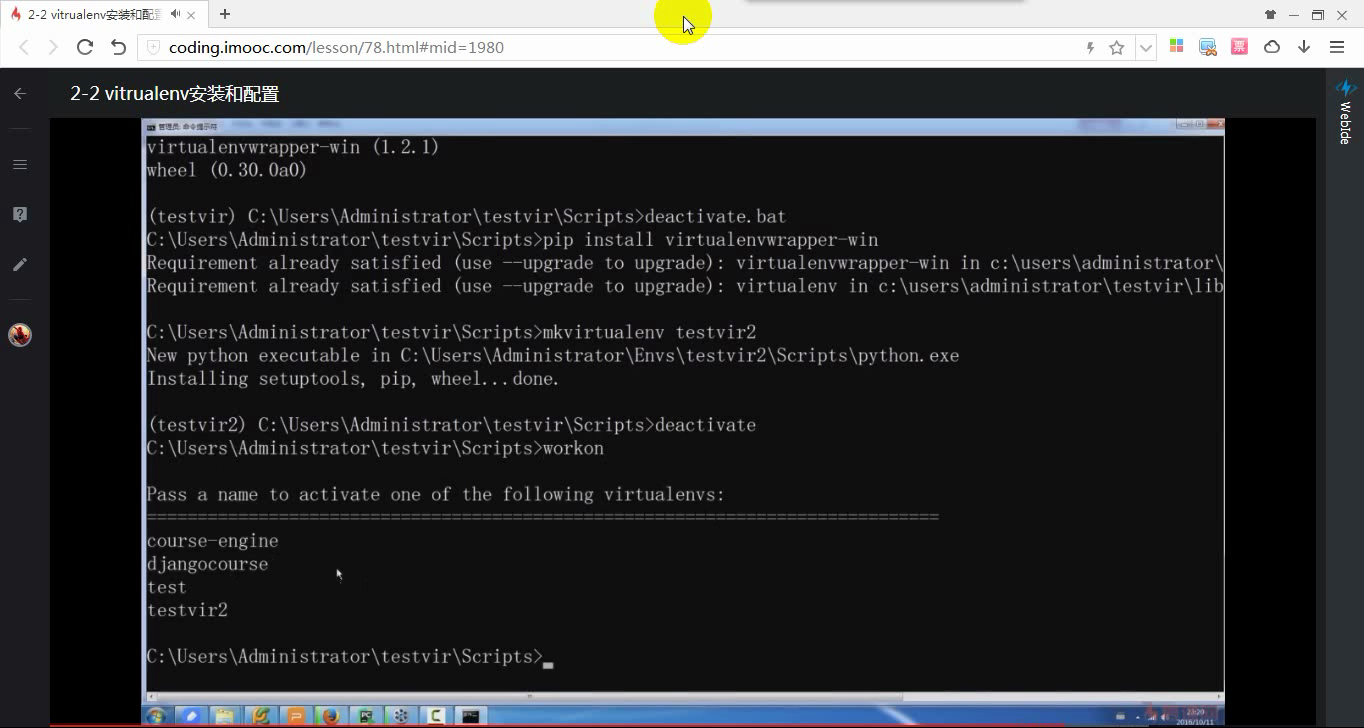 2-2 vitrualenv安装和配置
coding.imooc.com/lesson/78.html#mid=1980
票
2-2 vitrualenv安装和配置
WebIde
管理员: 命令提示符
virtualenvwrapper-win (1.2.1)
wheel (0.30.0a0)
(testvir) C:\Users\Administrator\testvir\Scripts>deactivate.bat
C:\Users\Administrator\testvir\Scripts>pip install virtualenvwrapper-win
Requirement already satisfied (use --upgrade to upgrade): virtualenvwrapper-win in c:\users\administrator\
Requirement already satisfied (use --upgrade to upgrade): virtualenv in c:\users\administrator\testvir\lib
C:\Users\Administrator\testvir\Scripts>mkvirtualenv testvir2
New python executable in C:\Users\Administrator\Envs\testvir2\Scripts\python.exe
Installing setuptools, pip, wheel...done.
(testvir2) C:\Users\Administrator\testvir\Scripts>deactivate
C:\Users\Administrator\testvir\Scripts>workon
Pass a name to activate one of the following virtualenvs:
==============================================================================
course-engine
djangocourse
test
testvir2
C:\Users\Administrator\testvir\Scripts>_
23:20
2016/10/11